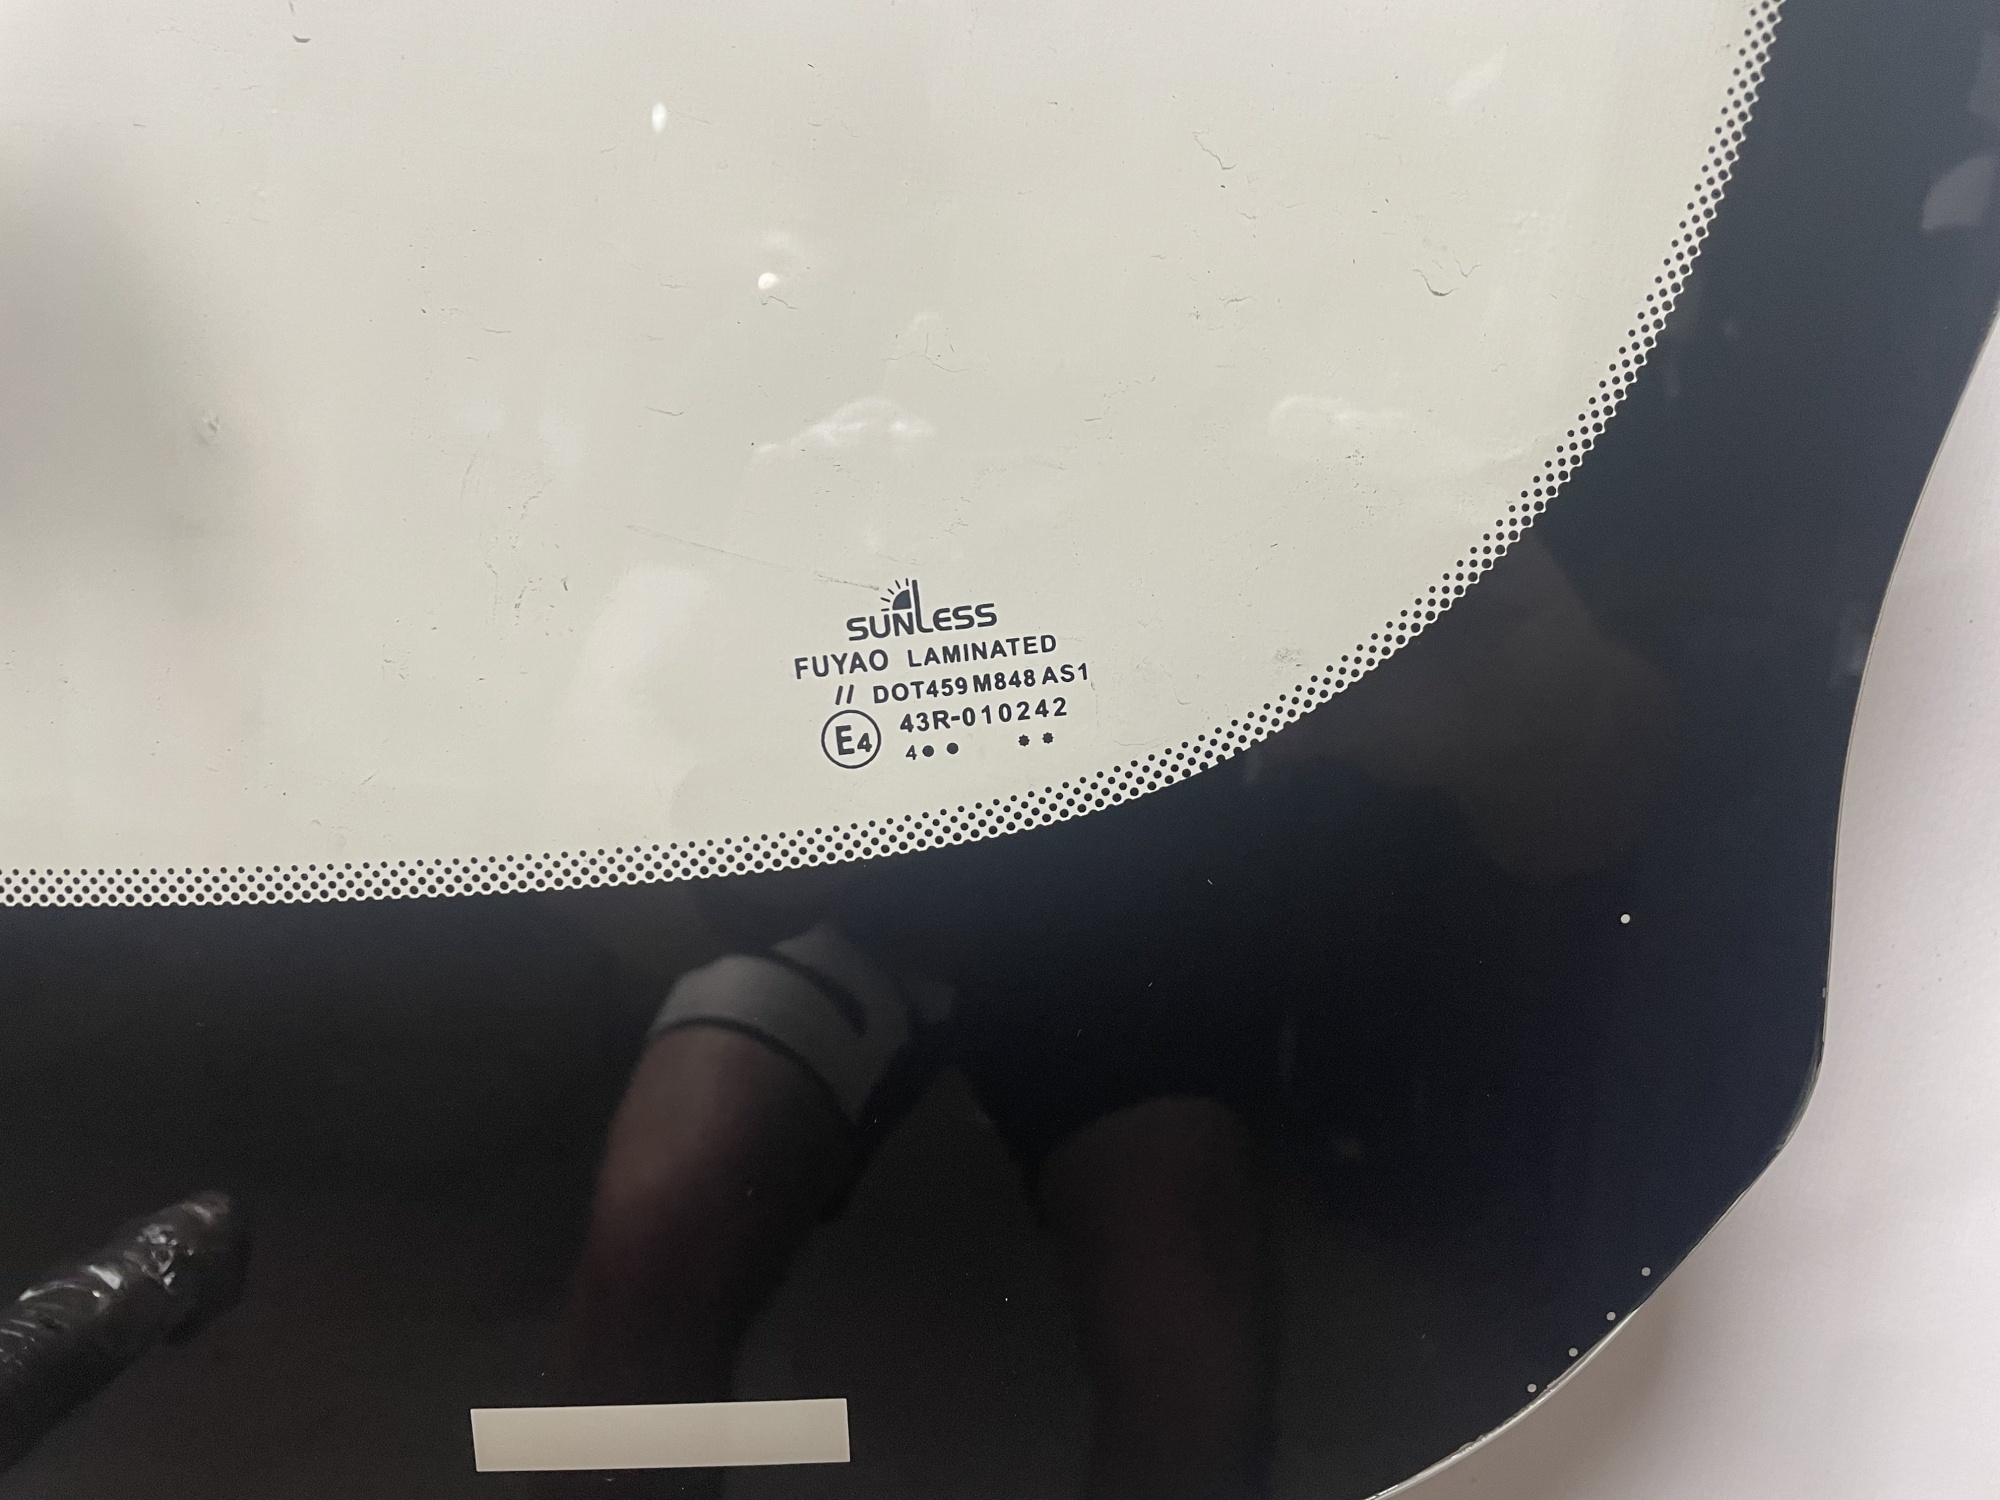 SUNLESS
FUYAO LAMINATED
// DOT459 M848 AS1
E4 43R-010242
4●● ✱✱